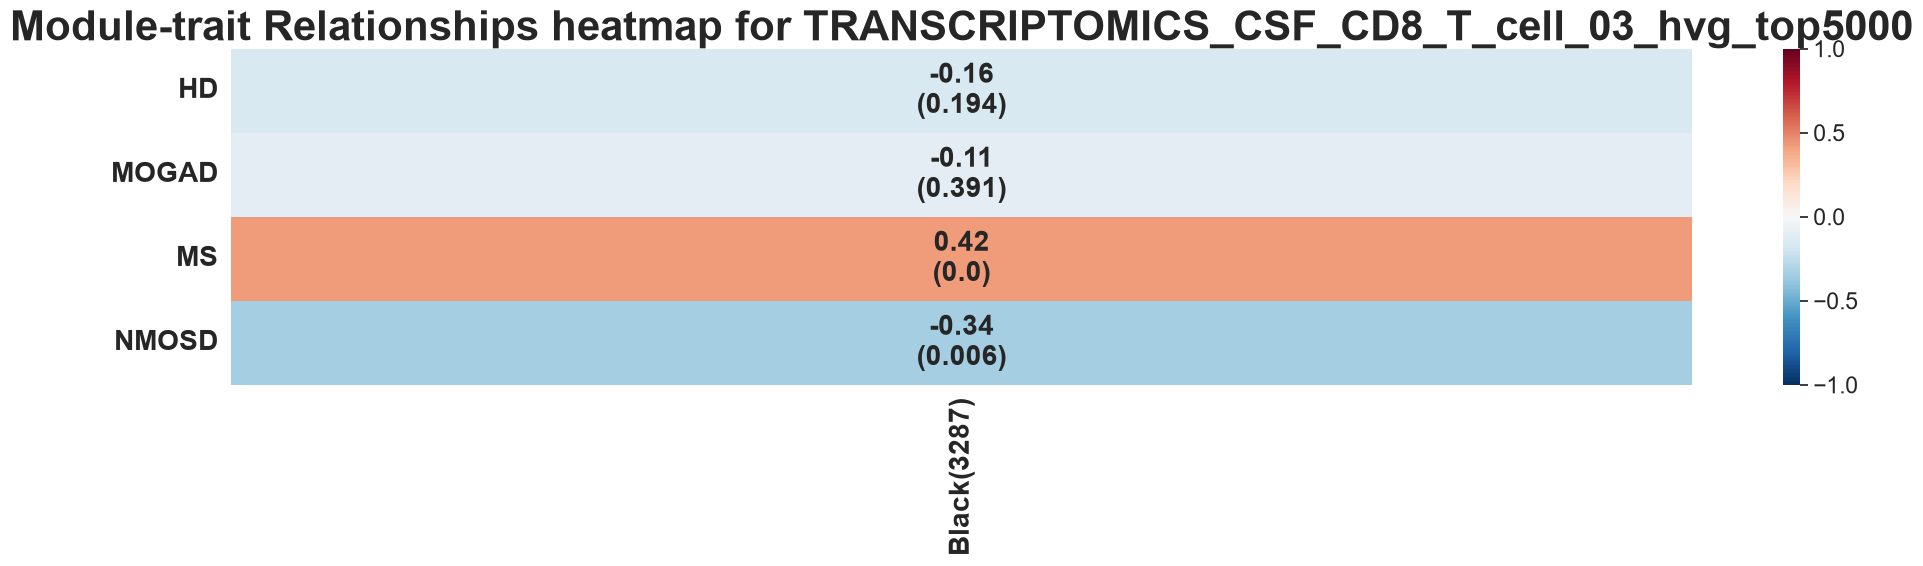 Module-trait Relationships heatmap for TRANSCRIPTOMICS_CSF_CD8_T_cell_03_hvg_top5000
HD
-0.16
(0.194)
MOGAD
-0.11
(0.391)
MS
0.42
(0.0)
NMOSD
-0.34
(0.006)
Black(3287)
1.0
0.5
0.0
−0.5
−1.0